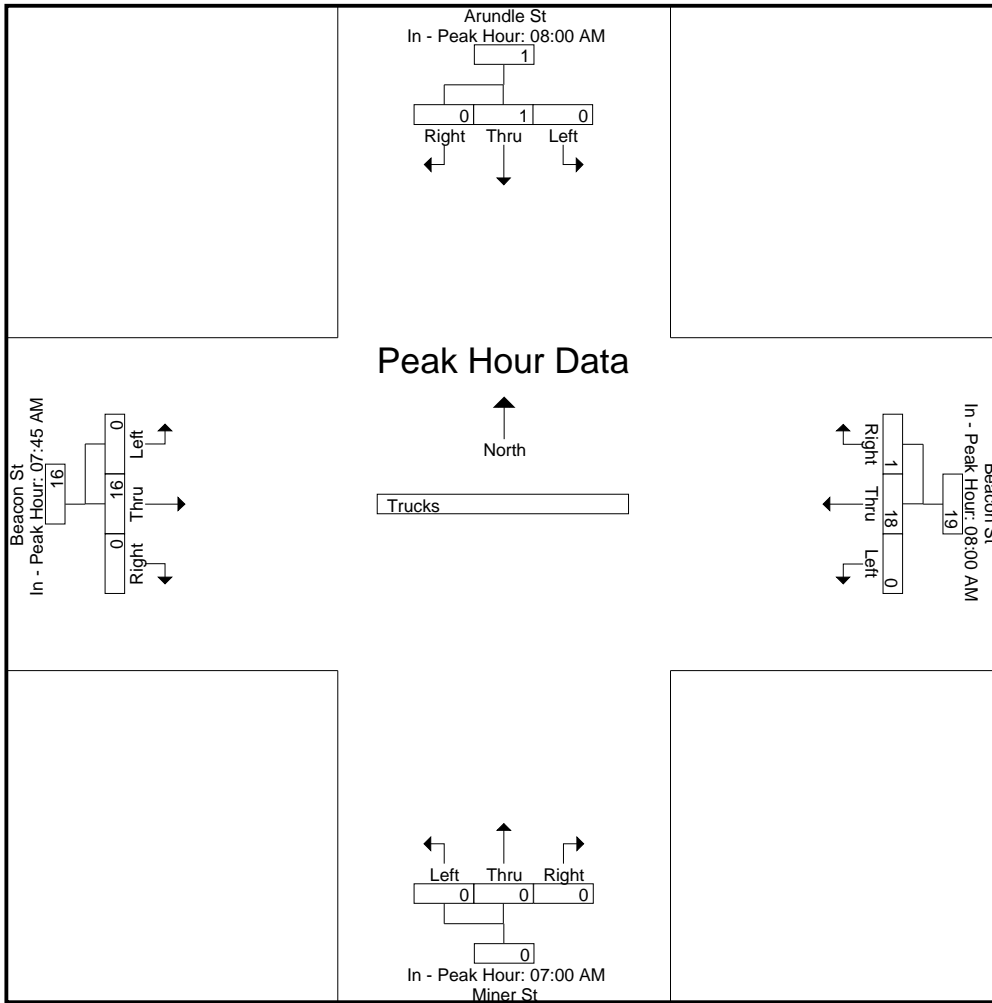 Arundle St
In - Peak Hour: 08:00 AM
1
0 1 0
Right Thru Left
Peak Hour Data
North
Trucks
Beacon St
In - Peak Hour: 07:45 AM
16
0 16 0
Left Thru Right
Right Thru Left
1 18 0
19
In - Peak Hour: 08:00 AM
Beacon St
Left Thru Right
0 0 0
0
In - Peak Hour: 07:00 AM
Miner St